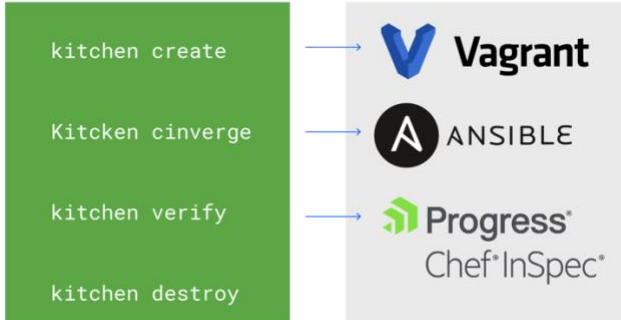 kitchen create
Vagrant
Kitcken cinverge
ANSIBLE
kitchen verify
Progress®
Chef® InSpec®
kitchen destroy